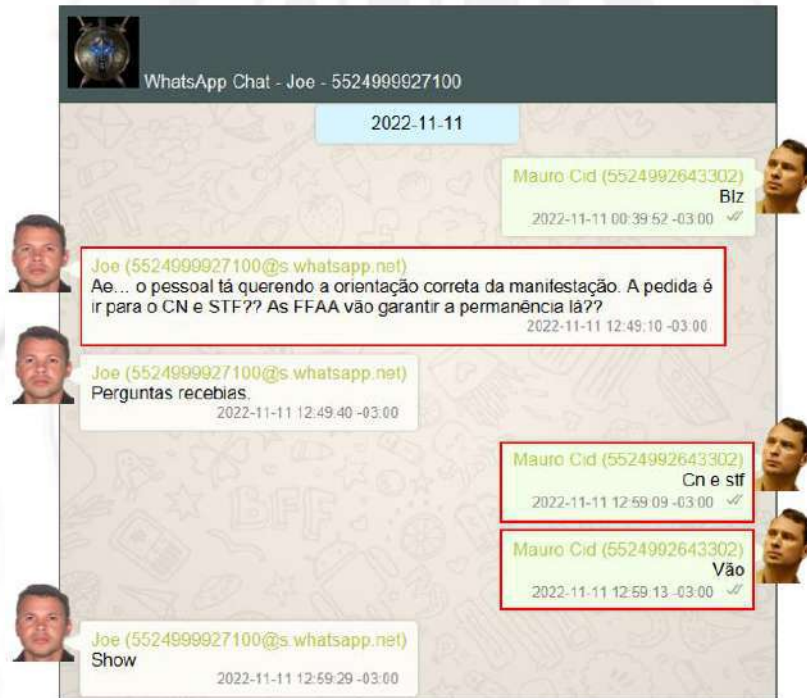 WhatsApp Chat - Joe - 5524999927100
2022-11-11
Mauro Cid (5524992643302)
Blz
2022-11-11 00:39:52 -03:00
Joe (5524999927100@s.whatsapp.net)
Ae... o pessoal tá querendo a orientação correta da manifestação. A pedida é
ir para o CN e STF?? As FFAA vão garantir a permanência lá??
2022-11-11 12:49:10 -03:00
Joe (5524999927100@s.whatsapp.net)
Perguntas recebias.
2022-11-11 12:49:40 -03:00
Mauro Cid (5524992643302)
Cn e stf
2022-11-11 12:59:09 -03:00
Mauro Cid (5524992643302)
Vão
2022-11-11 12:59:13 -03:00
Joe (5524999927100@s.whatsapp.net)
Show
2022-11-11 12:59:29 -03:00